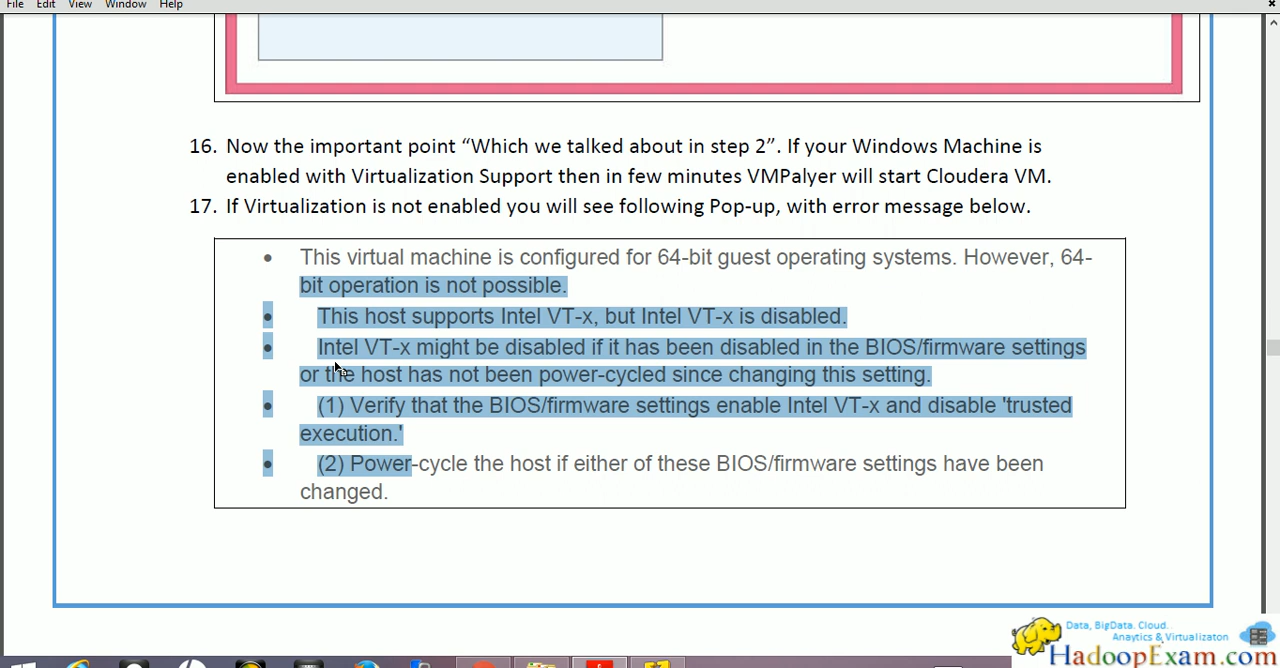 File Edit View Window Help
16. Now the important point “Which we talked about in step 2”. If your Windows Machine is
enabled with Virtualization Support then in few minutes VMPalyer will start Cloudera VM.
17. If Virtualization is not enabled you will see following Pop-up, with error message below.
• This virtual machine is configured for 64-bit guest operating systems. However, 64-
bit operation is not possible.
• This host supports Intel VT-x, but Intel VT-x is disabled.
• Intel VT-x might be disabled if it has been disabled in the BIOS/firmware settings
or the host has not been power-cycled since changing this setting.
• (1) Verify that the BIOS/firmware settings enable Intel VT-x and disable 'trusted
execution.'
• (2) Power-cycle the host if either of these BIOS/firmware settings have been
changed.
Data, BigData. Cloud.
Anaytics & Virtualizaton
HadoopExam.com